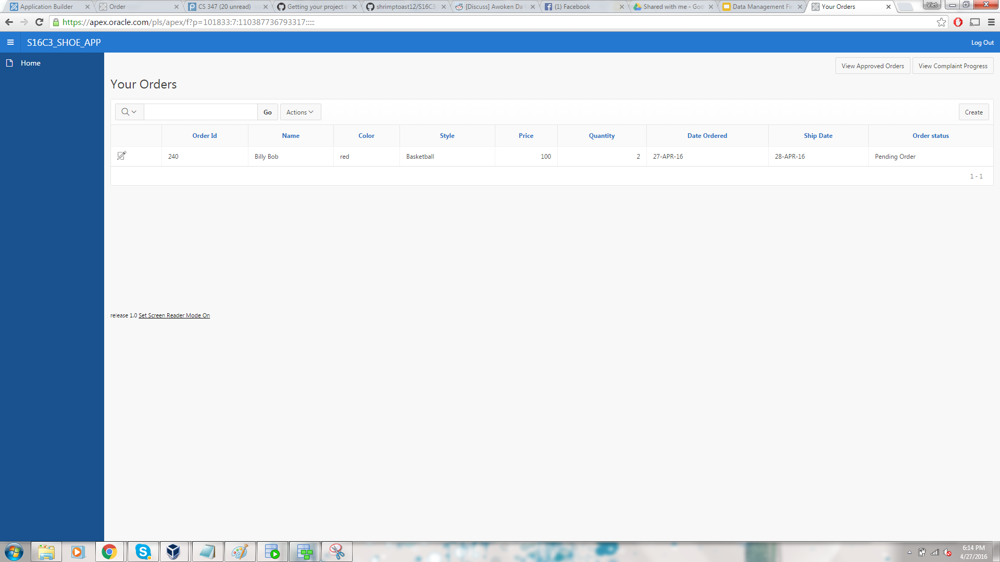 Application Builder
Order
CS 347 (20 unread)
Getting your project o
shrimptoast12/S16C3
[Discuss] Awoken Da
(1) Facebook
Shared with me - Goo
Data Management Fi
Your Orders
Viet
https://apex.oracle.com/pls/apex/f?p=101833:7:110387736793317:::::
S16C3_SHOE_APP
Log Out
Home
View Approved Orders
View Complaint Progress
Your Orders
Go
Actions
Create
Order Id Name Color Style Price Quantity Date Ordered Ship Date Order status
240 Billy Bob red Basketball 100 2 27-APR-16 28-APR-16 Pending Order
1 - 1
release 1.0 Set Screen Reader Mode On
6:14 PM
4/27/2016